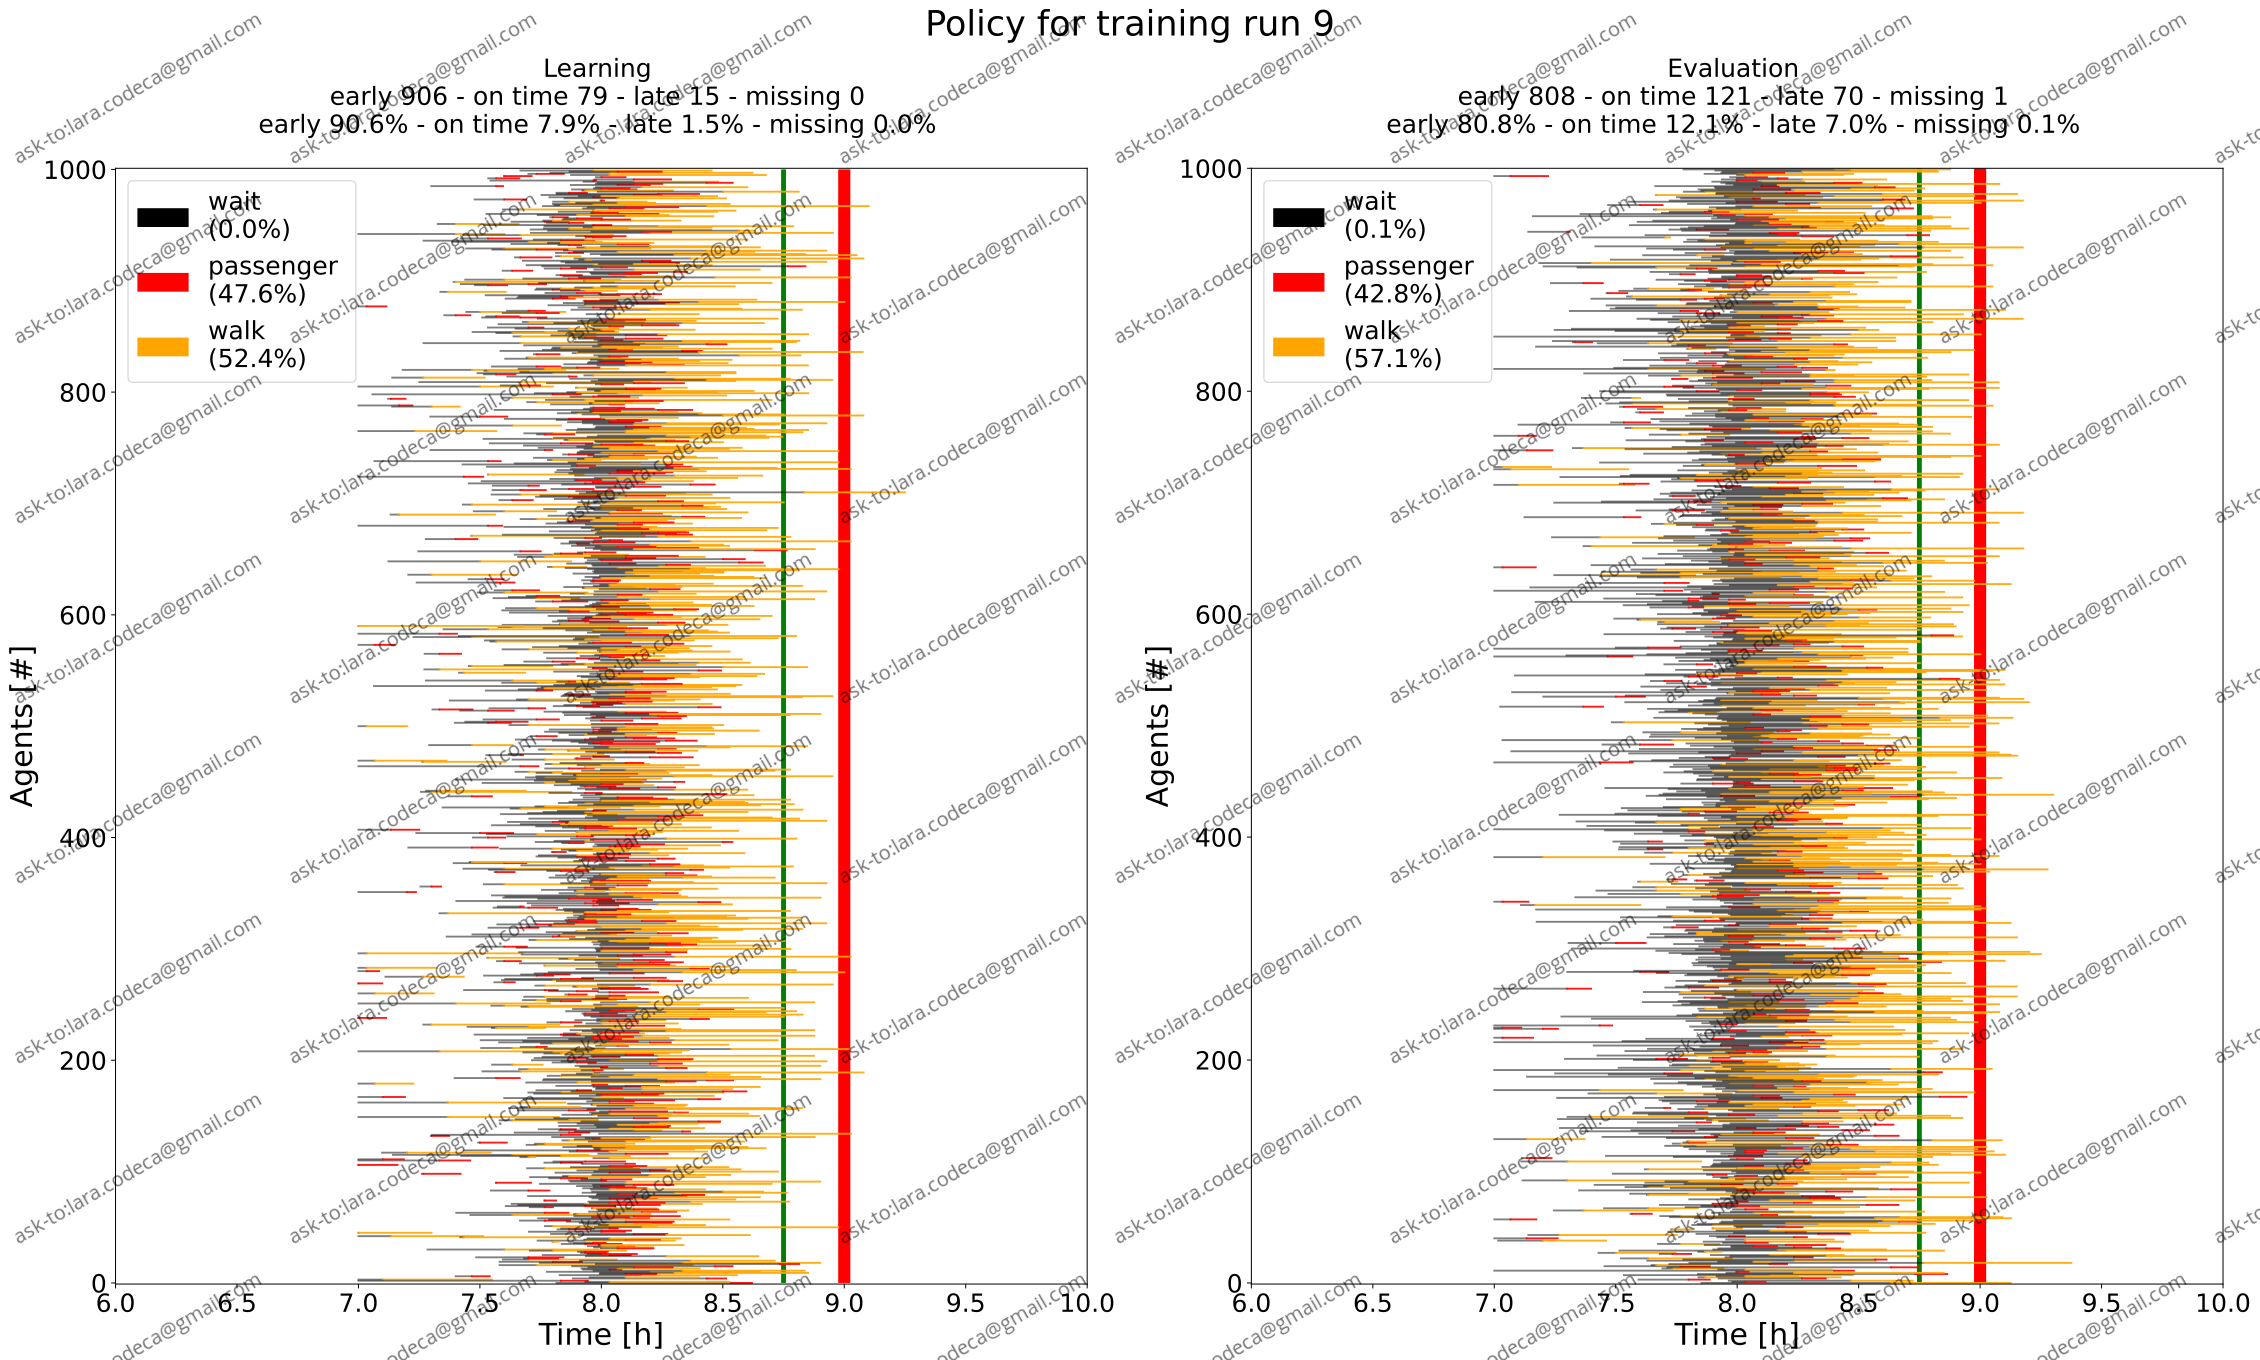 Policy for training run 9
Learning
early 906 - on time 79 - late 15 - missing 0
early 90.6% - on time 7.9% - late 1.5% - missing 0.0%
1000
800
600
400
200
0
Agents [#]
wait
(0.0%)
passenger
(47.6%)
walk
(52.4%)
6.0 6.5 7.0 7.5 8.0 8.5 9.0 9.5 10.0
Time [h]
Evaluation
early 808 - on time 121 - late 70 - missing 1
early 80.8% - on time 12.1% - late 7.0% - missing 0.1%
1000
800
600
400
200
0
Agents [#]
wait
(0.1%)
passenger
(42.8%)
walk
(57.1%)
6.0 6.5 7.0 7.5 8.0 8.5 9.0 9.5 10.0
Time [h]
ask-to:lara.codeca@gmail.com